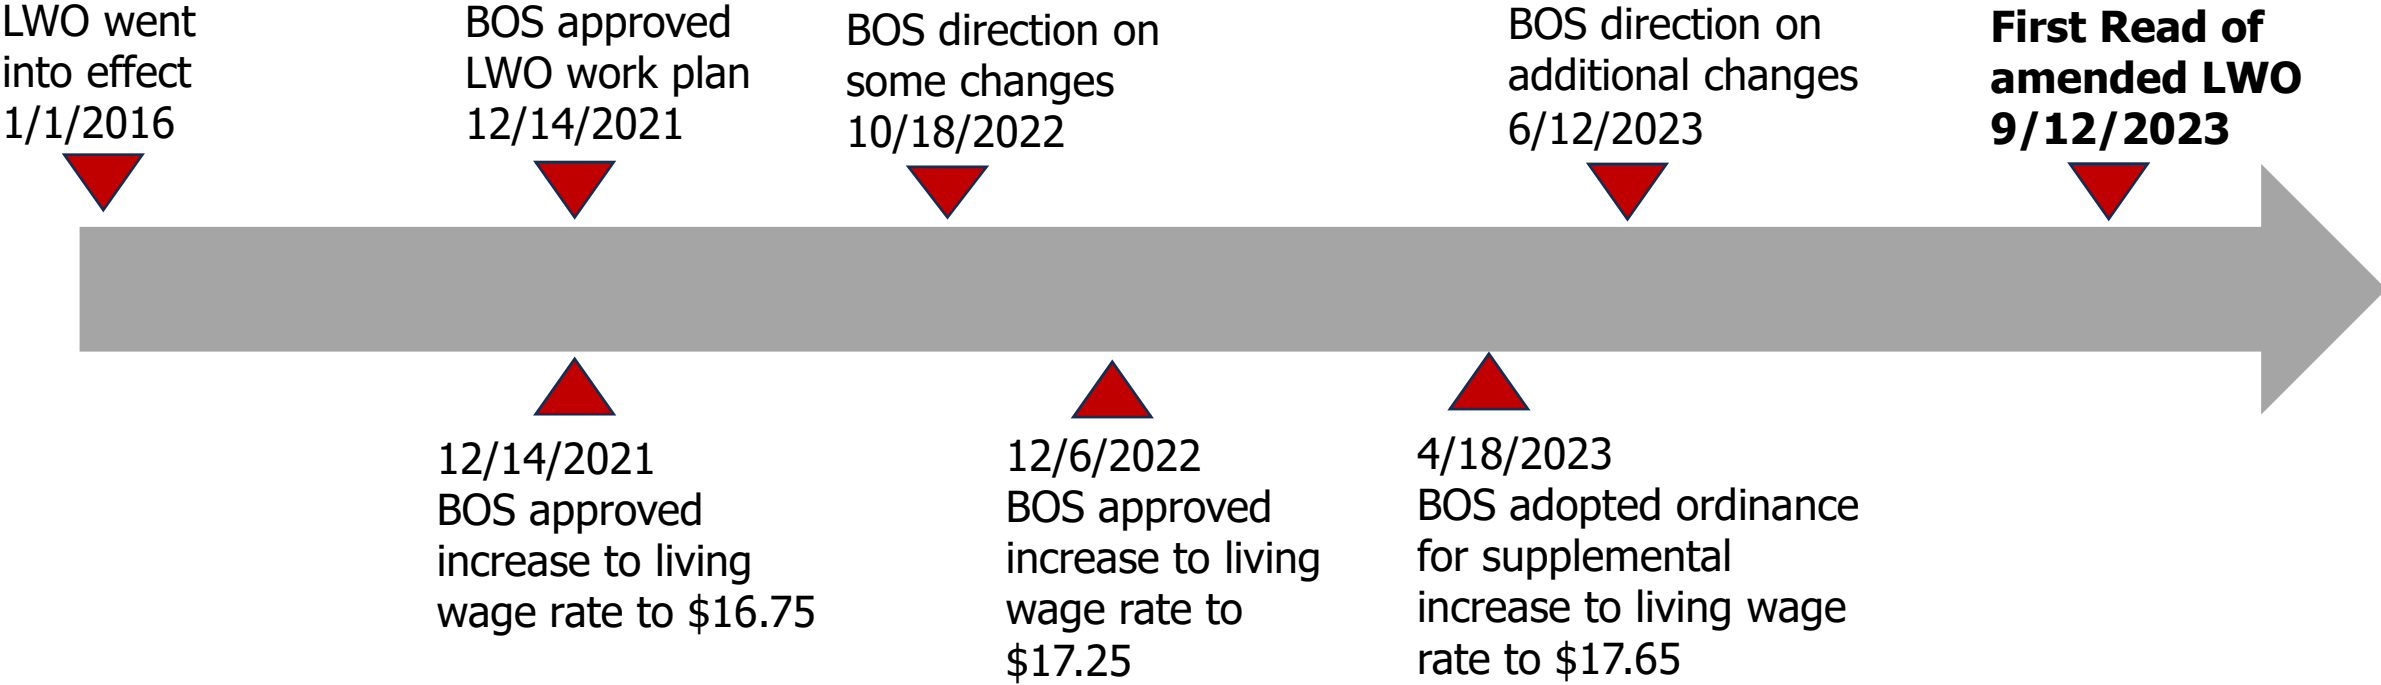 LWO went
into effect
1/1/2016
BOS approved
LWO work plan
12/14/2021
BOS direction on
some changes
10/18/2022
BOS direction on
additional changes
6/12/2023
First Read of
amended LWO
9/12/2023
12/14/2021
BOS approved
increase to living
wage rate to $16.75
12/6/2022
BOS approved
increase to living
wage rate to
$17.25
4/18/2023
BOS adopted ordinance
for supplemental
increase to living wage
rate to $17.65